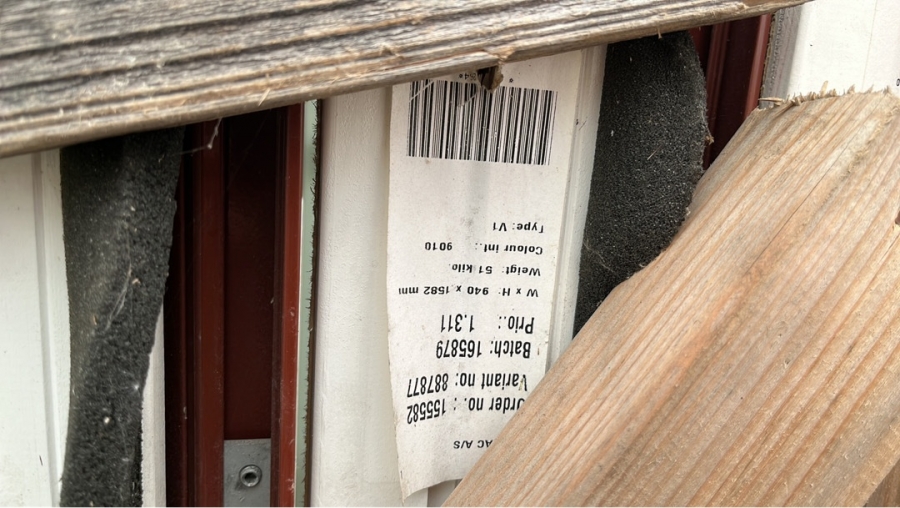 AC A/S
Order no.: 155582
Variant no: 887877
Batch: 165879
Prio.: 1.311
W x H: 940 x 1582 mm
Weigt: 51 kilo.
Colour int.: 9010
Type: V1